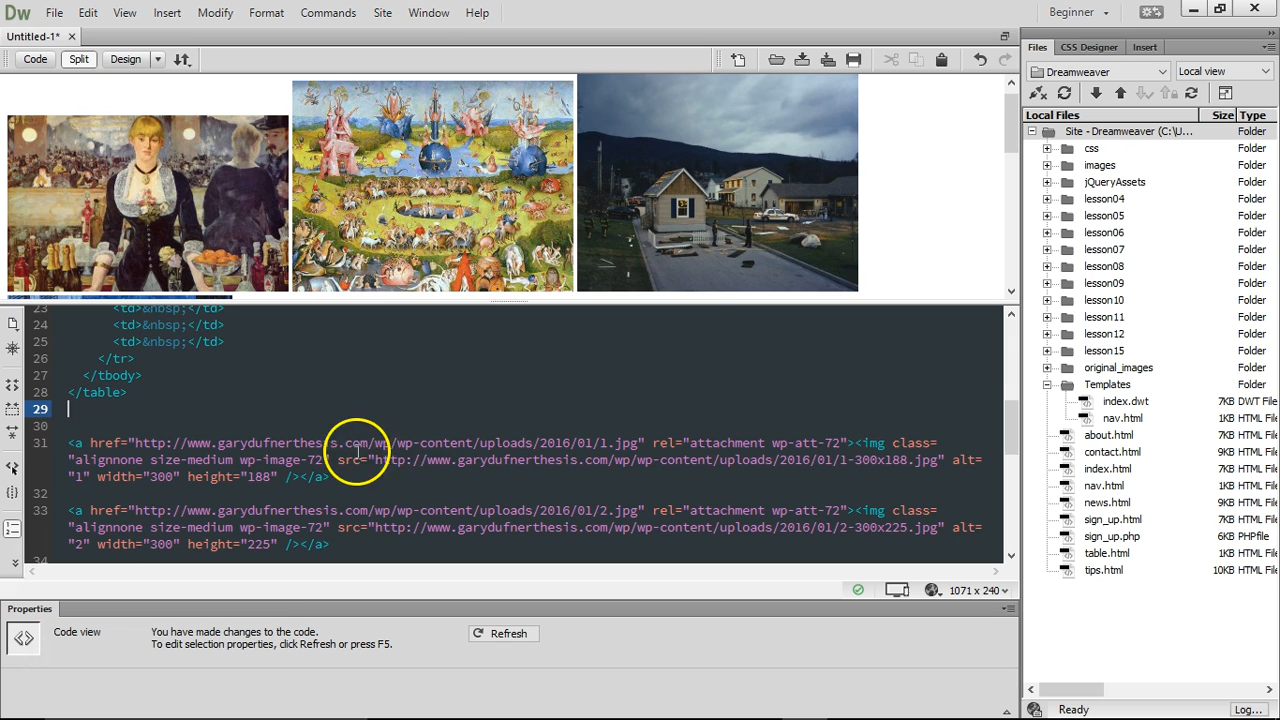 Dw File Edit View Insert Modify Format Commands Site Window Help Beginner
Untitled-1* ×
Code Split Design
Files CSS Designer Insert
Dreamweaver Local view
Local Files Size Type
Site - Dreamweaver (C:\U... Folder
css Folder
images Folder
jQueryAssets Folder
lesson04 Folder
lesson05 Folder
lesson06 Folder
lesson07 Folder
lesson08 Folder
lesson09 Folder
lesson10 Folder
lesson11 Folder
lesson12 Folder
lesson15 Folder
original_images Folder
Templates Folder
index.dwt 7KB DWT File
nav.html 1KB HTML F
about.html 7KB HTML F
contact.html 7KB HTML F
index.html 7KB HTML F
nav.html 1KB HTML F
news.html 9KB HTML F
sign_up.html 9KB HTML F
sign_up.php 6KB PHPfile
table.html 1KB HTML F
tips.html 10KB HTML F
23 <td>&nbsp;</td>
24 <td>&nbsp;</td>
25 <td>&nbsp;</td>
26 </tr>
27 </tbody>
28 </table>
29
30
31 <a href="http://www.garydufnerthesis.com/wp/wp-content/uploads/2016/01/1.jpg" rel="attachment wp-att-72"><img class=
"alignnone size-medium wp-image-72" "http://www.garydufnerthesis.com/wp/wp-content/uploads/2016/01/1-300x188.jpg" alt=
"1" width="300" height="188" /></a>
32
33 <a href="http://www.garydufnerthesis.com/wp/wp-content/uploads/2016/01/2.jpg" rel="attachment wp-att-72"><img class=
"alignnone size-medium wp-image-72" src="http://www.garydufnerthesis.com/wp/wp-content/uploads/2016/01/2-300x225.jpg" alt=
"2" width="300" height="225" /></a>
34
1071 x 240
Properties
Code view You have made changes to the code. Refresh
To edit selection properties, click Refresh or press F5.
Ready Log...